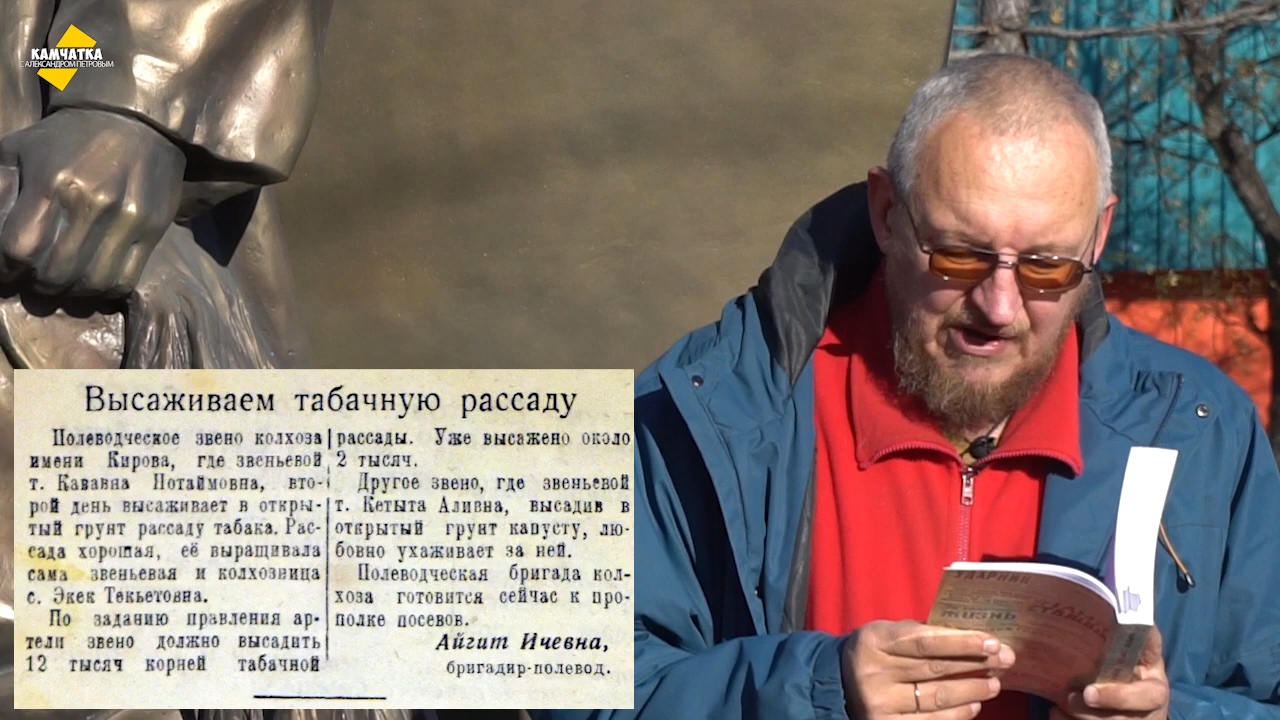 КАМЧАТКА
С АЛЕКСАНДРОМ ПЕТРОВЫМ
Высаживаем табачную рассаду
Полеводческое звено колхоза
имени Кирова, где звеньевой
т. Кававна Потаймовна, вто-
рой день высаживает в откры-
тый грунт рассаду табака. Рас-
сада хорошая, её выращивала
сама звеньевая и колхозница
с. Экек Текьетовна.
По заданию правления ар-
тели звено должно высадить
12 тысяч корней табачной
рассады. Уже высажено около
2 тысяч.
Другое звено, где звеньевой
т. Кетыта Аливна, высадив в
открытый грунт капусту, лю-
бовно ухаживает за ней.
Полеводческая бригада кол-
хоза готовится сейчас к про-
полке посевов.
Айгит Ичевна,
бригадир-полевод.
УДАРНИК
ЖИЗНЬ